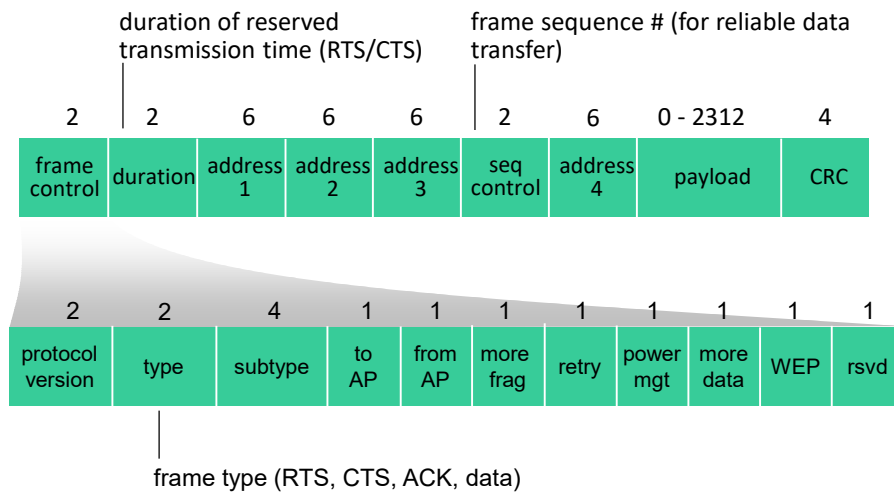 duration of reserved
transmission time (RTS/CTS)
frame sequence # (for reliable data
transfer)
2 2 6 6 6 2 6 0 - 2312 4
frame
control
duration
address
1
address
2
address
3
seq
control
address
4
payload
CRC
2 2 4 1 1 1 1 1 1 1 1
protocol
version
type
subtype
to
AP
from
AP
more
frag
retry
power
mgt
more
data
WEP
rsvd
frame type (RTS, CTS, ACK, data)